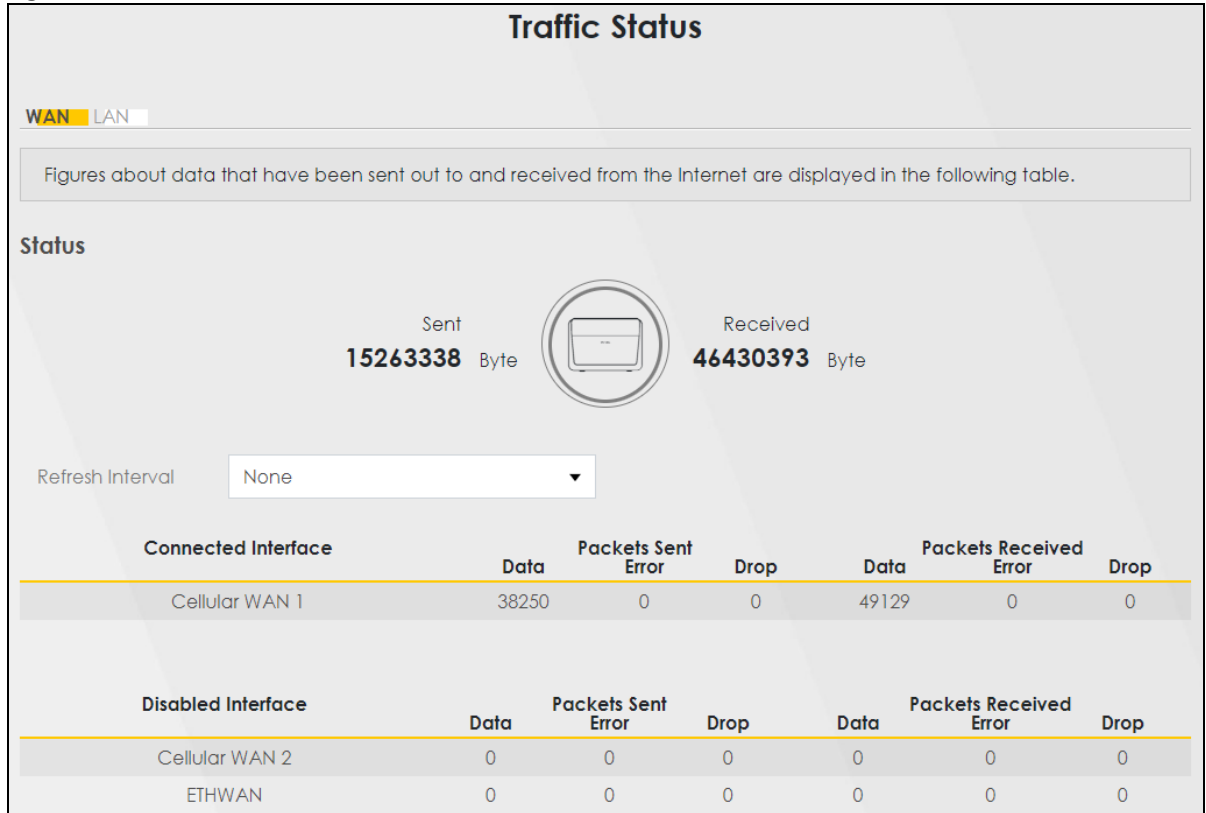 Traffic Status
WAN LAN
Figures about data that have been sent out to and received from the Internet are displayed in the following table.
Status
Sent Received
15263338 Byte 46430393 Byte
Refresh Interval None
Connected Interface Packets Sent Packets Received
Data Error Drop Data Error Drop
Cellular WAN 1 38250 0 0 49129 0 0
Disabled Interface Packets Sent Packets Received
Data Error Drop Data Error Drop
Cellular WAN 2 0 0 0 0 0 0
ETHWAN 0 0 0 0 0 0